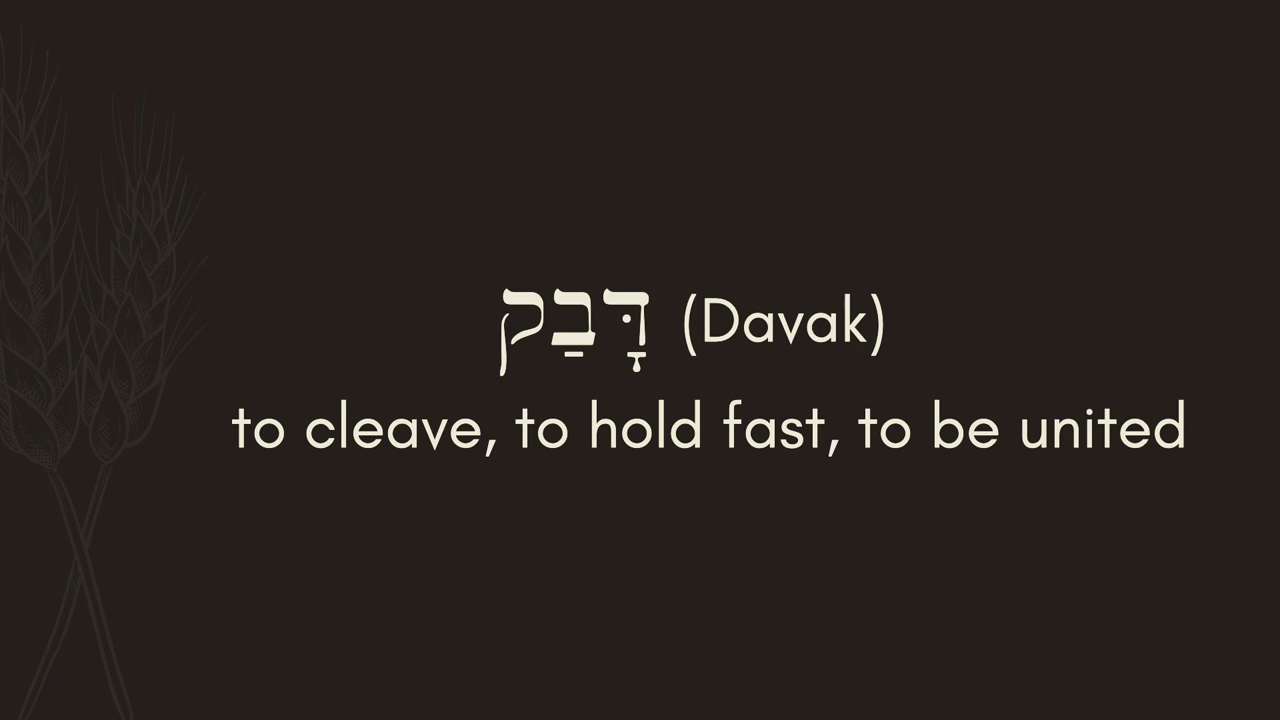 דָּבַק (Davak)
to cleave, to hold fast, to be united